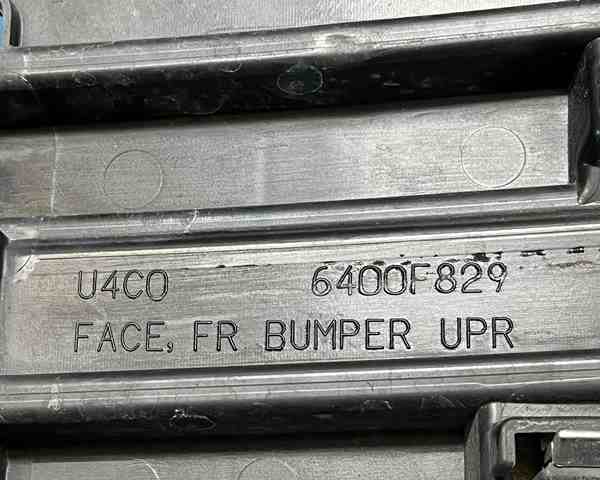 U4C0 6400F829
FACE, FR BUMPER UPR